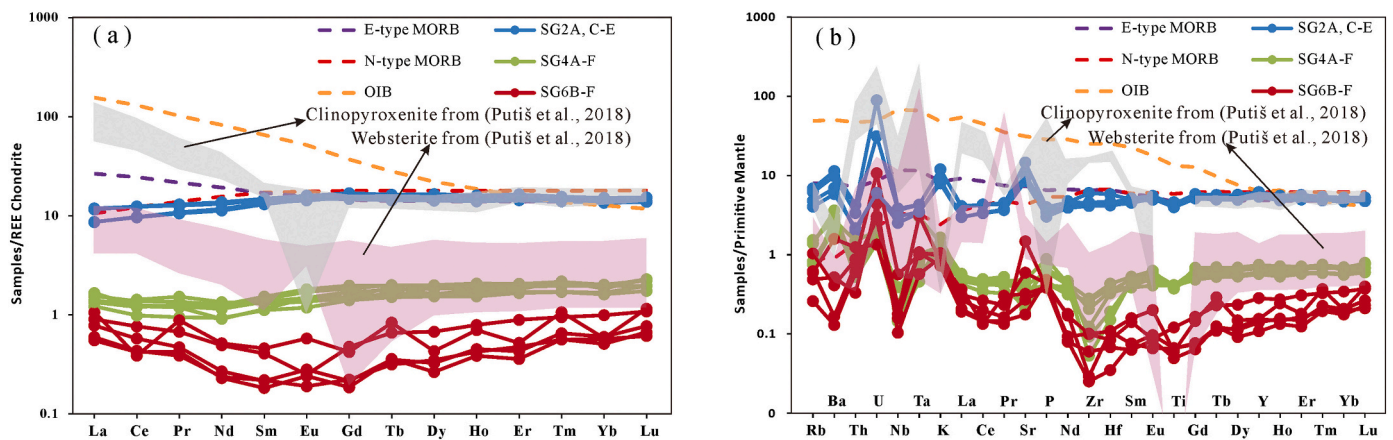 ( a )
Samples/REE Chondrite
1000
100
10
1
0.1
E-type MORB
SG2A, C-E
N-type MORB
SG4A-F
OIB
SG6B-F
Clinopyroxenite from (Putiš et al., 2018)
Websterite from (Putiš et al., 2018)
La Ce Pr Nd Sm Eu Gd Tb Dy Ho Er Tm Yb Lu
( b )
Samples/Primitive Mantle
1000
100
10
1
0.1
0
E-type MORB
SG2A, C-E
N-type MORB
SG4A-F
OIB
SG6B-F
Clinopyroxenite from (Putiš et al., 2018)
Websterite from (Putiš et al., 2018)
Ba U Ta La Pr P Zr Sm Ti Tb Y Er Yb
Rb Th Nb K Ce Sr Nd Hf Eu Gd Dy Ho Tm Lu